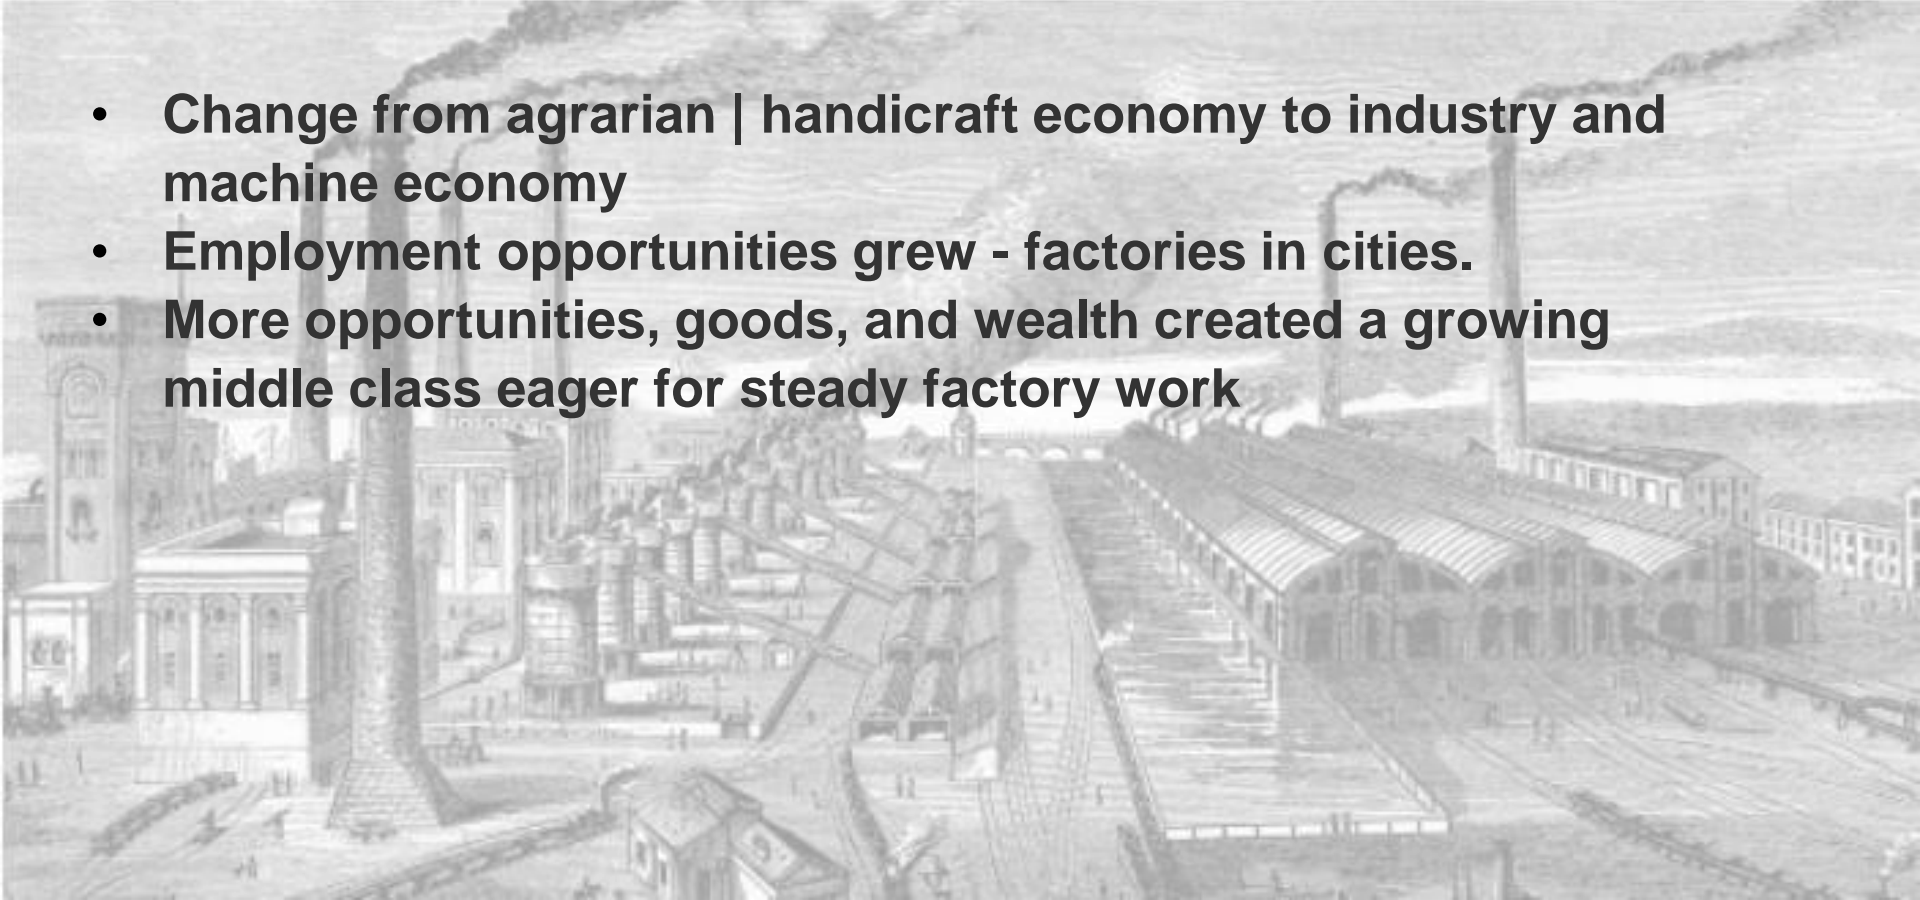 • Change from agrarian | handicraft economy to industry and
machine economy
• Employment opportunities grew - factories in cities.
• More opportunities, goods, and wealth created a growing
middle class eager for steady factory work